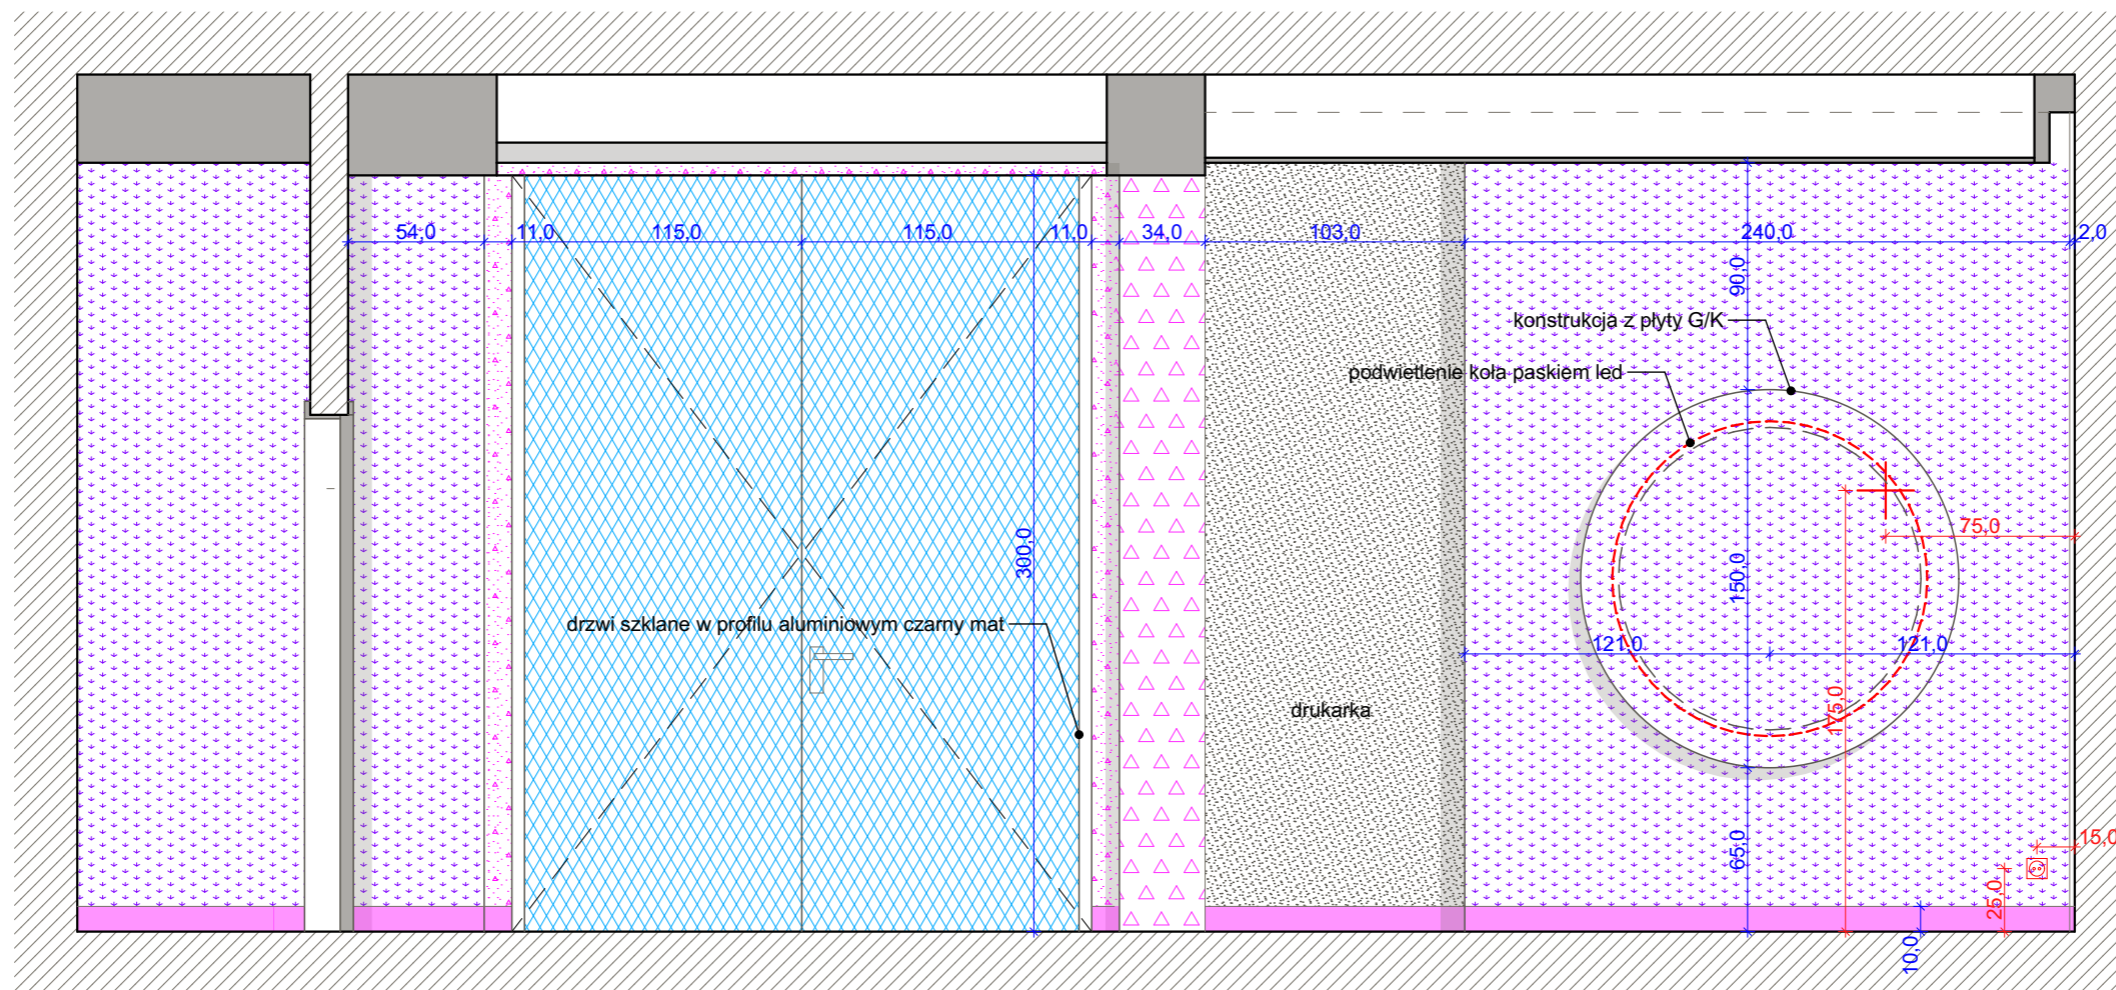 54,0 11,0 115,0 115,0 11,0 34,0 103,0 240,0 2,0
90,0
konstrukcja z płyty G/K
podwietlenie koła paskiem led
75,0
300,0
150,0
drzwi szklane w profilu aluminiowym czarny mat
121,0 121,0
175,0
drukarka
65,0
15,0
25,0
10,0